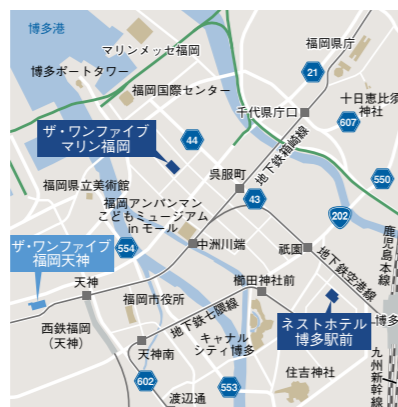 博多港
マリンメッセ福岡
福岡県庁
博多ポートタワー
21
福岡国際センター
十日恵比須
神社
千代県庁口
607
ザ・ワンファイブ
マリン福岡
44
地下鉄箱崎線
呉服町
550
福岡県立美術館
43
福岡アンパンマン
こどもミュージアム
in モール
202
ザ・ワンファイブ
福岡天神
554
中洲川端
祇園
鹿児島本線
地下鉄空港線
天神
櫛田神社前
福岡市役所
博多
西鉄福岡
(天神)
地下鉄七隈線
ネストホテル
博多駅前
天神南
キャナル
シティ博多
九州新幹線
602
553
住吉神社
渡辺通